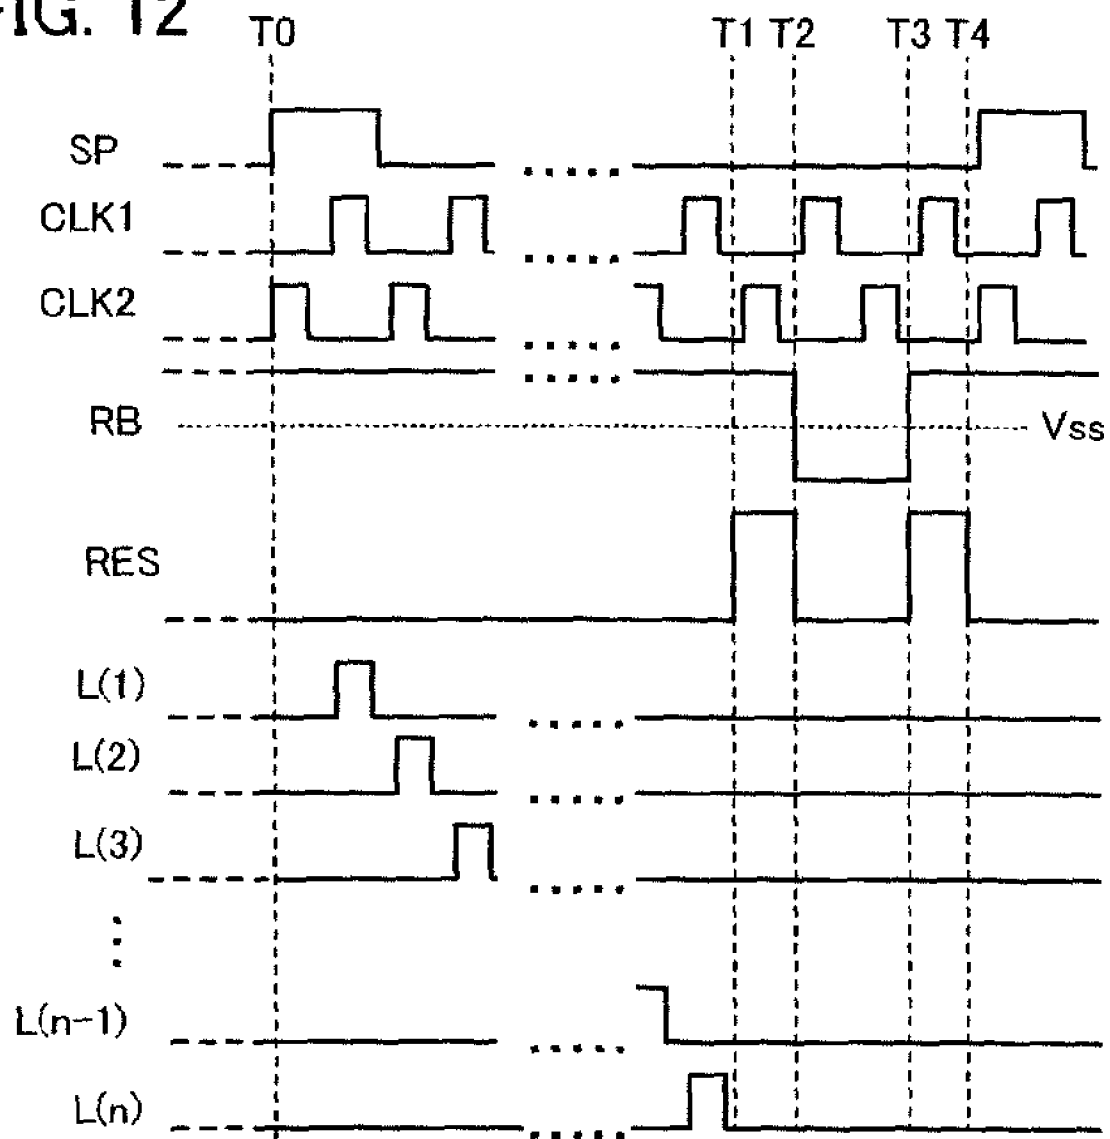 FIG. 12
T0 T1 T2 T3 T4
SP
CLK1
CLK2
RB
Vss
RES
L(1)
L(2)
L(3)
L(n-1)
L(n)